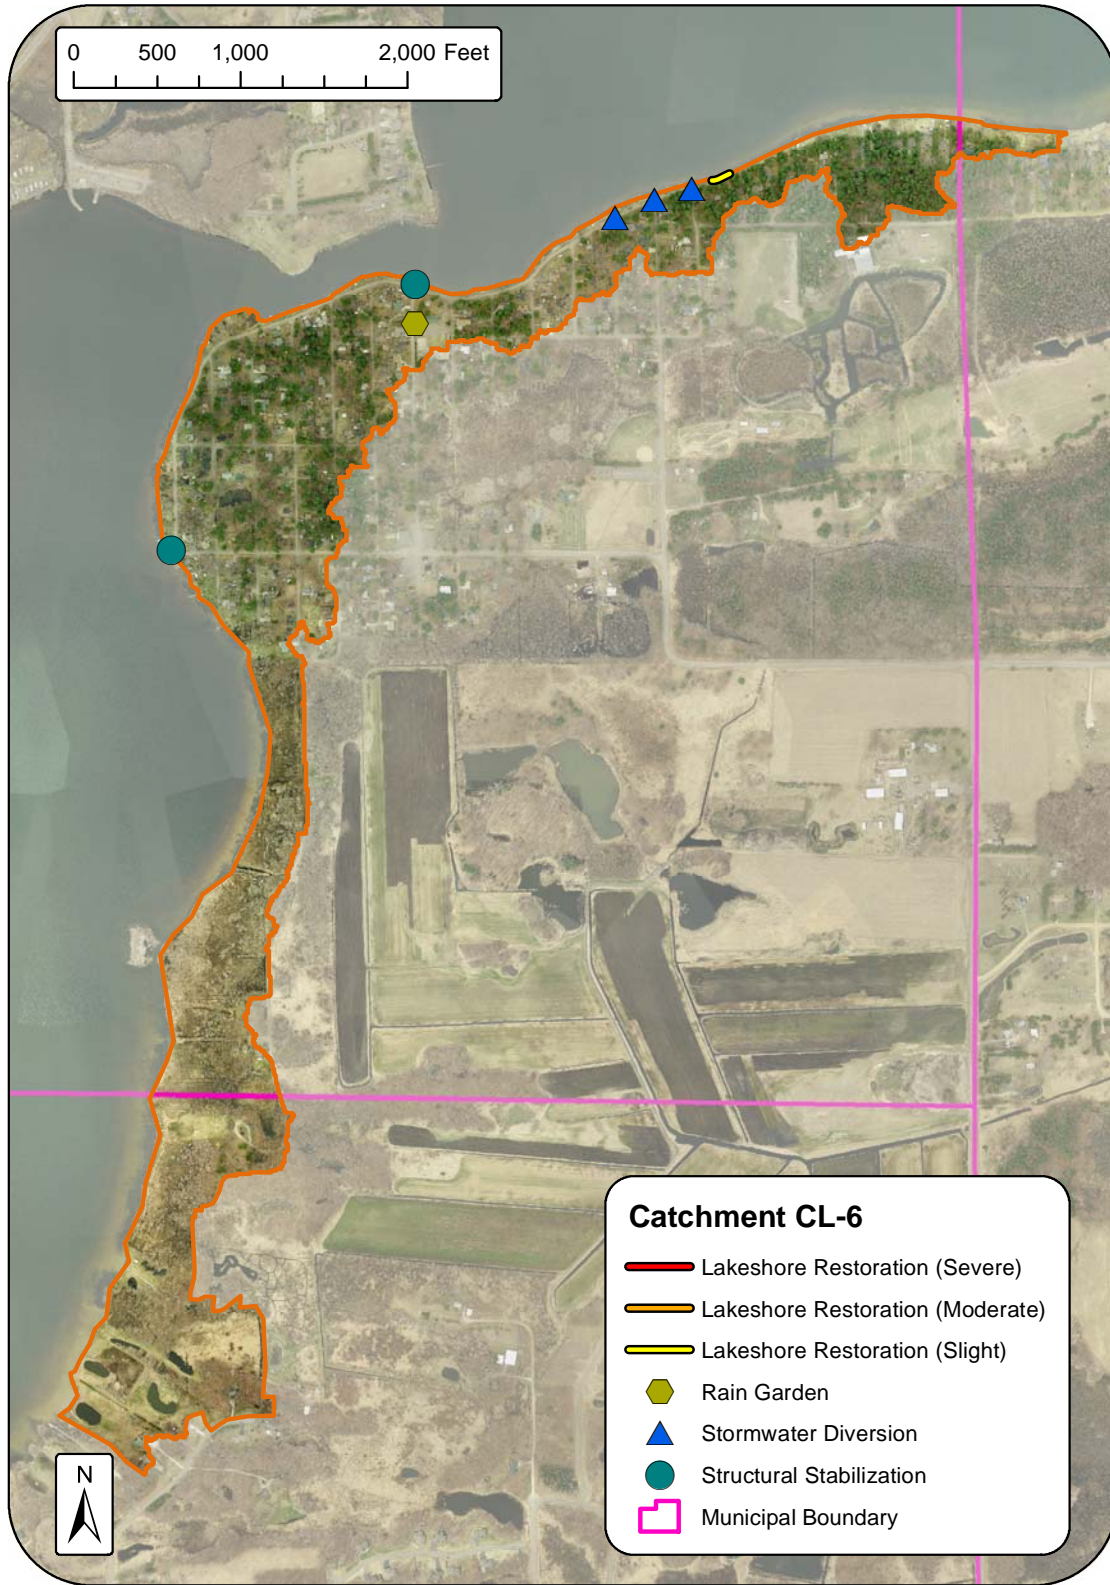 0 500 1,000 2,000 Feet
Catchment CL-6
Lakeshore Restoration (Severe)
Lakeshore Restoration (Moderate)
Lakeshore Restoration (Slight)
Rain Garden
Stormwater Diversion
Structural Stabilization
Municipal Boundary
N